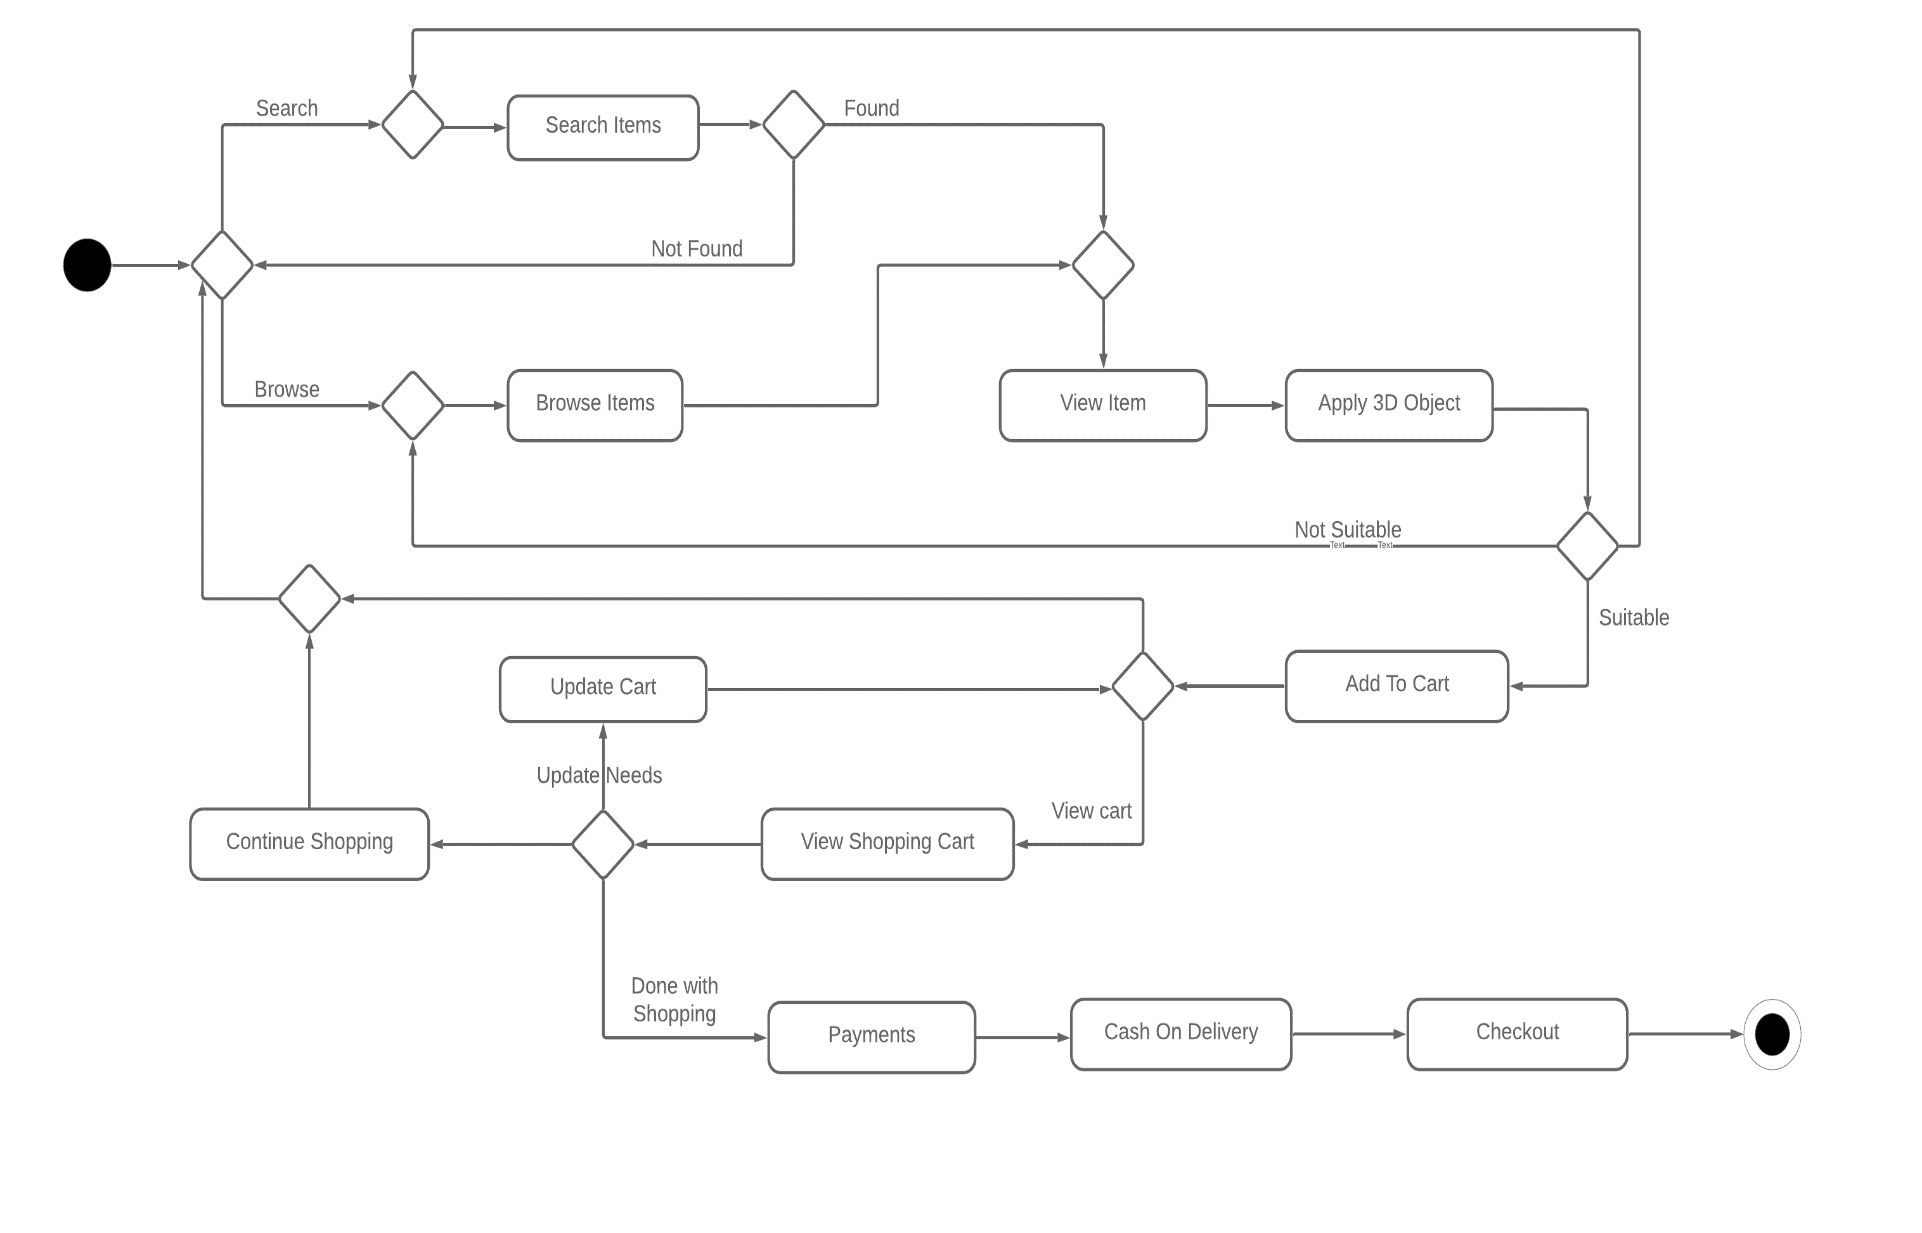 Search
Search Items
Found
Not Found
Browse
Browse Items
View Item
Apply 3D Object
Not Suitable
Text Text
Suitable
Update Cart
Add To Cart
Update Needs
View cart
Continue Shopping
View Shopping Cart
Done with
Shopping
Payments
Cash On Delivery
Checkout